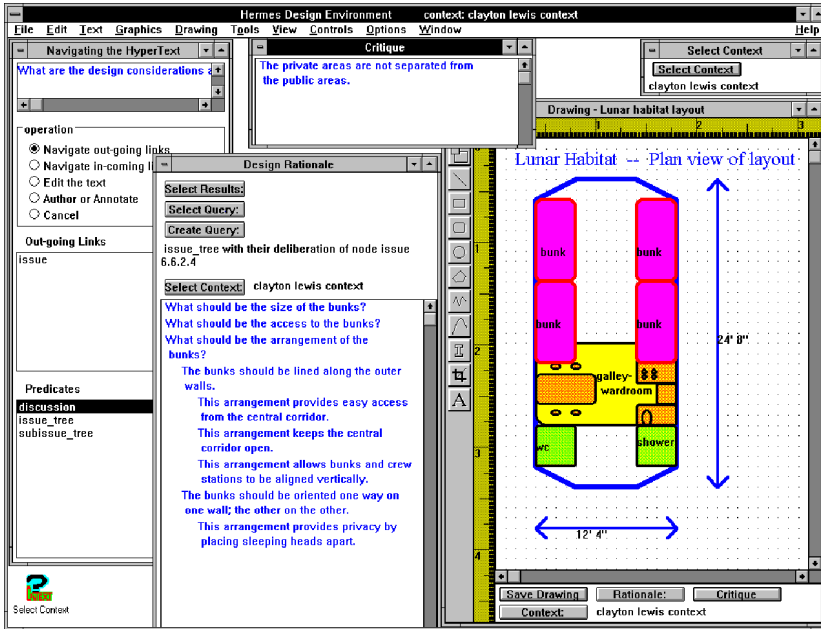 Hermes Design Environment context: clayton lewis context
File Edit Text Graphics Drawing Tools View Controls Options Window Help
Navigating the HyperText
What are the design considerations a
operation
Navigate out-going links
Navigate in-coming li
Edit the text
Author or Annotate
Cancel
Out-going Links
issue
Predicates
discussion
issue_tree
subissue_tree
Select Context
Critique
The private areas are not separated from
the public areas.
Select Context
Select Context
clayton lewis context
Design Rationale
Select Results:
Select Query:
Create Query:
issue_tree with their deliberation of node issue
6.6.2.4
Select Context: clayton lewis context
What should be the size of the bunks?
What should be the access to the bunks?
What should be the arrangement of the
bunks?
The bunks should be lined along the outer
walls.
This arrangement provides easy access
from the central corridor.
This arrangement keeps the central
corridor open.
This arrangement allows bunks and crew
stations to be aligned vertically.
The bunks should be oriented one way on
one wall; the other on the other.
This arrangement provides privacy by
placing sleeping heads apart.
Drawing - Lunar habitat layout
1 2 3
Lunar Habitat -- Plan view of layout
1
2
3
4
A
bunk bunk
bunk bunk
24' 8"
galley-
wardroom
wc shower
12' 4"
Save Drawing Rationale: Critique
Context: clayton lewis context